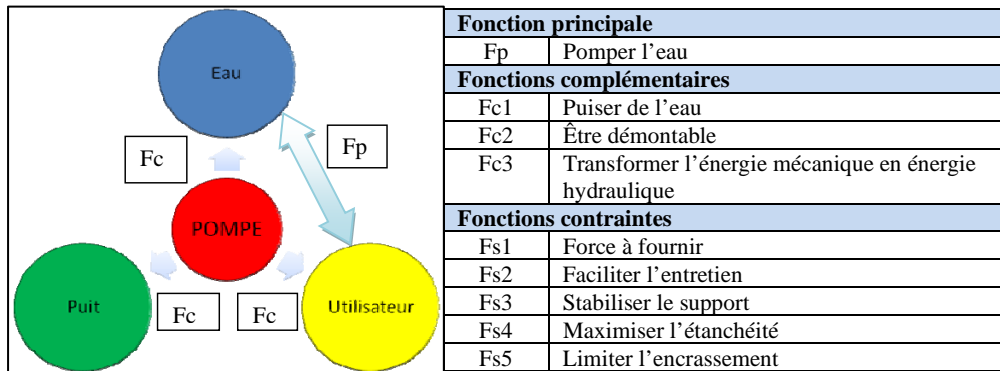 Eau
Fc
Fp
POMPE
Puit
Fc
Fc
Utilisateur
Fonction principale
Fp Pomper l'eau
Fonctions complémentaires
Fc1 Puiser de l'eau
Fc2 Être démontable
Fc3 Transformer l'énergie mécanique en énergie
hydraulique
Fonctions contraintes
Fs1 Force à fournir
Fs2 Faciliter l'entretien
Fs3 Stabiliser le support
Fs4 Maximiser l'étanchéité
Fs5 Limiter l'encrassement